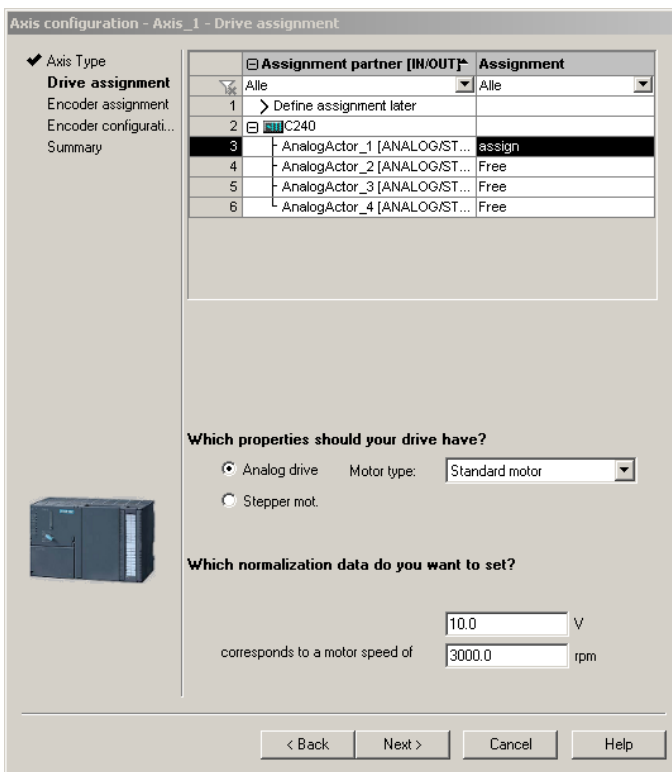 Axis configuration - Axis_1 - Drive assignment
Axis Type
Drive assignment
Encoder assignment
Encoder configurati...
Summary
Assignment partner [IN/OUT] Assignment
Alle Alle
1 Define assignment later
2 C240
3 AnalogActor_1 [ANALOG/ST... assign
4 AnalogActor_2 [ANALOG/ST... Free
5 AnalogActor_3 [ANALOG/ST... Free
6 AnalogActor_4 [ANALOG/ST... Free
Which properties should your drive have?
Analog drive Motor type: Standard motor
Stepper mot.
Which normalization data do you want to set?
10.0 V
corresponds to a motor speed of 3000.0 rpm
< Back Next > Cancel Help